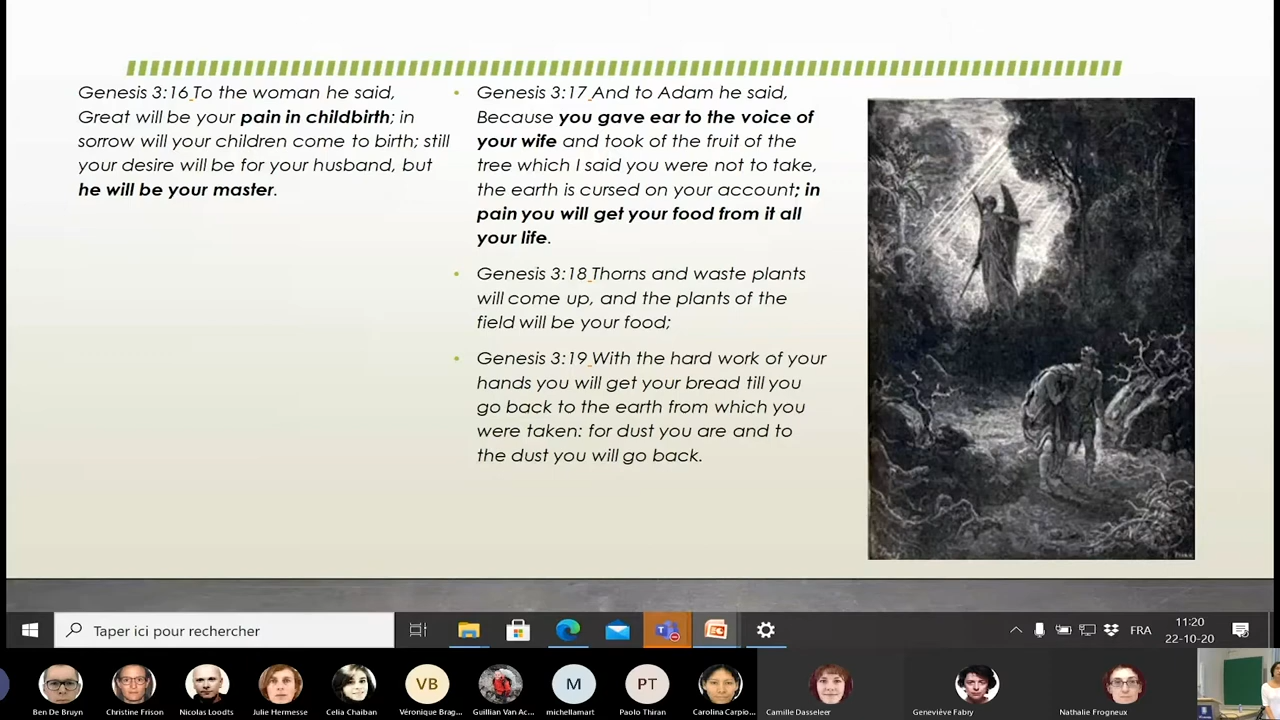 Genesis 3:16 To the woman he said,
Great will be your pain in childbirth; in
sorrow will your children come to birth; still
your desire will be for your husband, but
he will be your master.
• Genesis 3:17 And to Adam he said,
Because you gave ear to the voice of
your wife and took of the fruit of the
tree which I said you were not to take,
the earth is cursed on your account; in
pain you will get your food from it all
your life.
• Genesis 3:18 Thorns and waste plants
will come up, and the plants of the
field will be your food;
• Genesis 3:19 With the hard work of your
hands you will get your bread till you
go back to the earth from which you
were taken: for dust you are and to
the dust you will go back.
Taper ici pour rechercher
FRA
11:20
22-10-20
VB
M
PT
Ben De Bruyn
Christine Frison
Nicolas Loodts
Julie Hermesse
Celia Chaiban
Véronique Brag...
Guillian Van Ac...
michellamart
Paolo Thiran
Carolina Carpio...
Camille Dasseleer
Geneviève Fabry
Nathalie Frogneux